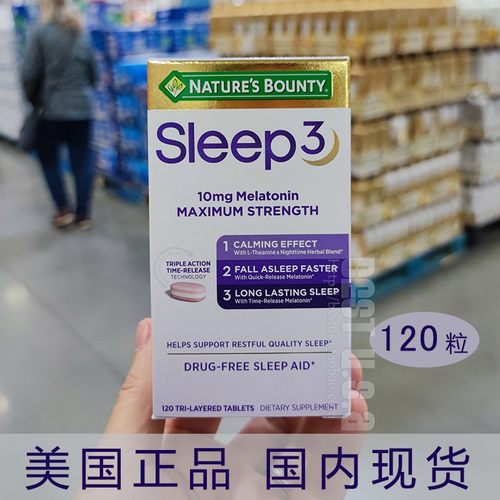 NATURE'S BOUNTY
Sleep3
10mg Melatonin
MAXIMUM STRENGTH
1 CALMING EFFECT
With L-Theanine & Nighttime Herbal Blend*
TRIPLE ACTION
TIME-RELEASE
TECHNOLOGY
2 FALL ASLEEP FASTER
With Quick-Release Melatonin*
3 LONG LASTING SLEEP
With Time-Release Melatonin*
HELPS SUPPORT RESTFUL QUALITY SLEEP*
DRUG-FREE SLEEP AID*
120 TRI-LAYERED TABLETS DIETARY SUPPLEMENT
BEST U.S.A
120粒
美国正品 国内现货